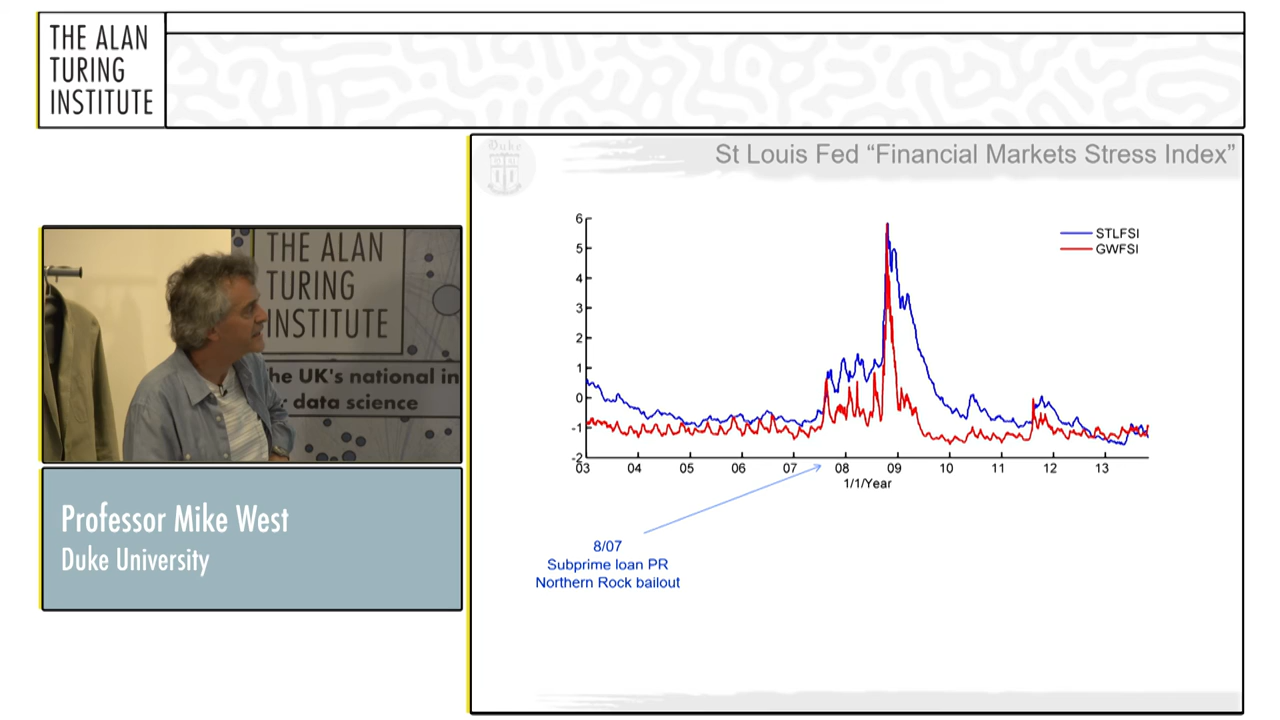 THE ALAN
TURING
INSTITUTE
St Louis Fed “Financial Markets Stress Index”
Duke
6
5
4
3
2
1
0
-1
-2
STLFSI
GWFSI
03 04 05 06 07 08 09 10 11 12 13
1/1/Year
8/07
Subprime loan PR
Northern Rock bailout
THE ALAN
TURING
INSTITUTE
he UK's national in
data science
Professor Mike West
Duke University